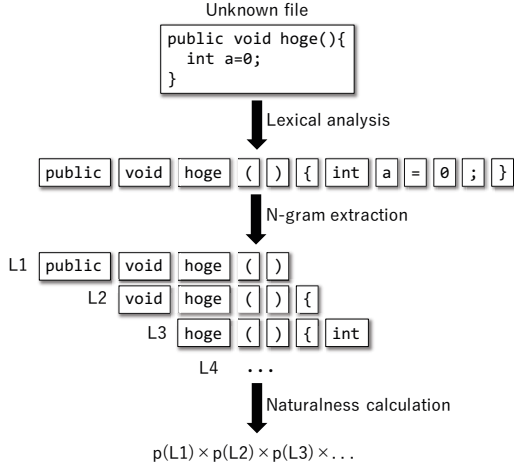 Unknown file
public void hoge(){
int a=0;
}
Lexical analysis
public void hoge ( ) { int a = 0 ; }
N-gram extraction
L1 public void hoge ( )
L2 void hoge ( ) {
L3 hoge ( ) { int
L4 ...
Naturalness calculation
p(L1)×p(L2)×p(L3)×...